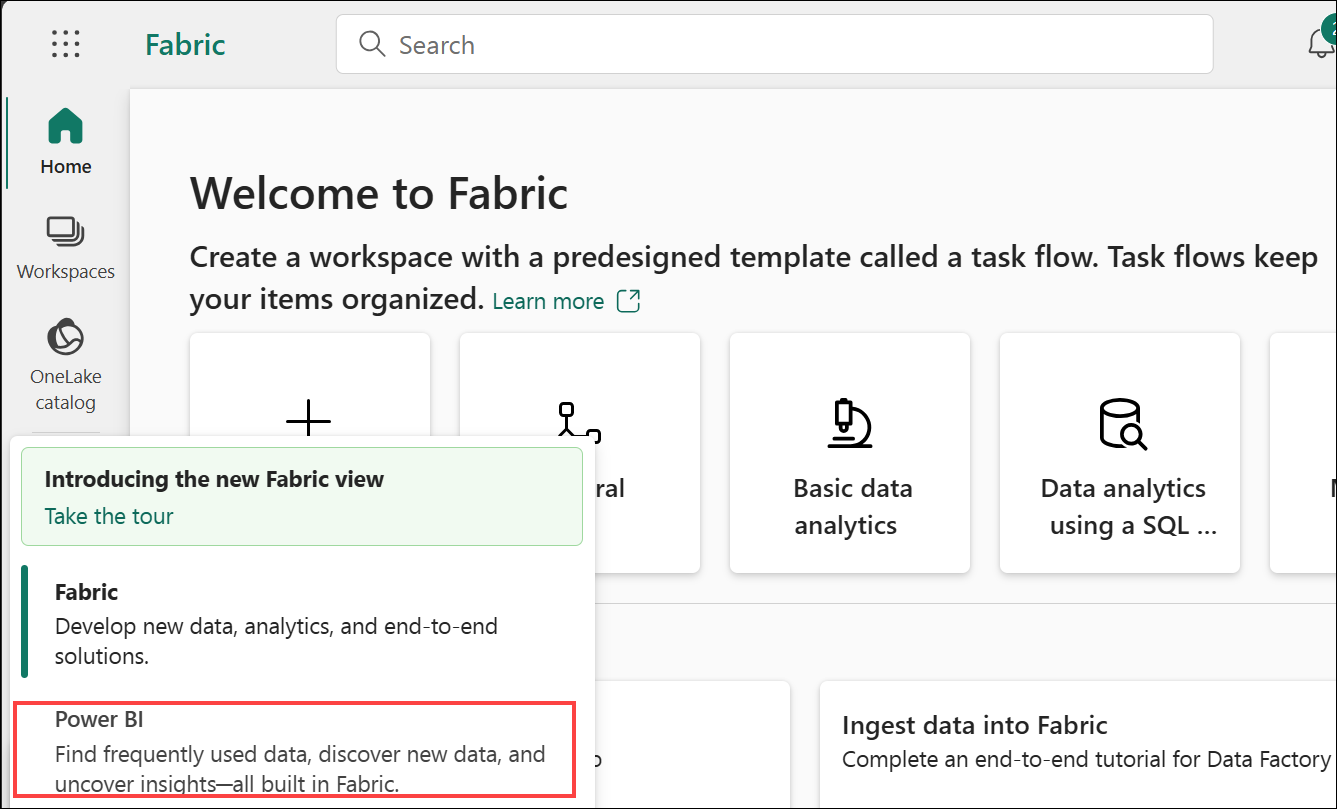 Fabric
Search
2
Home
Workspaces
OneLake
catalog
Welcome to Fabric
Create a workspace with a predesigned template called a task flow. Task flows keep
your items organized. Learn more
Basic data
analytics
Data analytics
using a SQL ...
Introducing the new Fabric view
Take the tour
Fabric
Develop new data, analytics, and end-to-end
solutions.
Power BI
Find frequently used data, discover new data, and
uncover insights—all built in Fabric.
Ingest data into Fabric
Complete an end-to-end tutorial for Data Factory